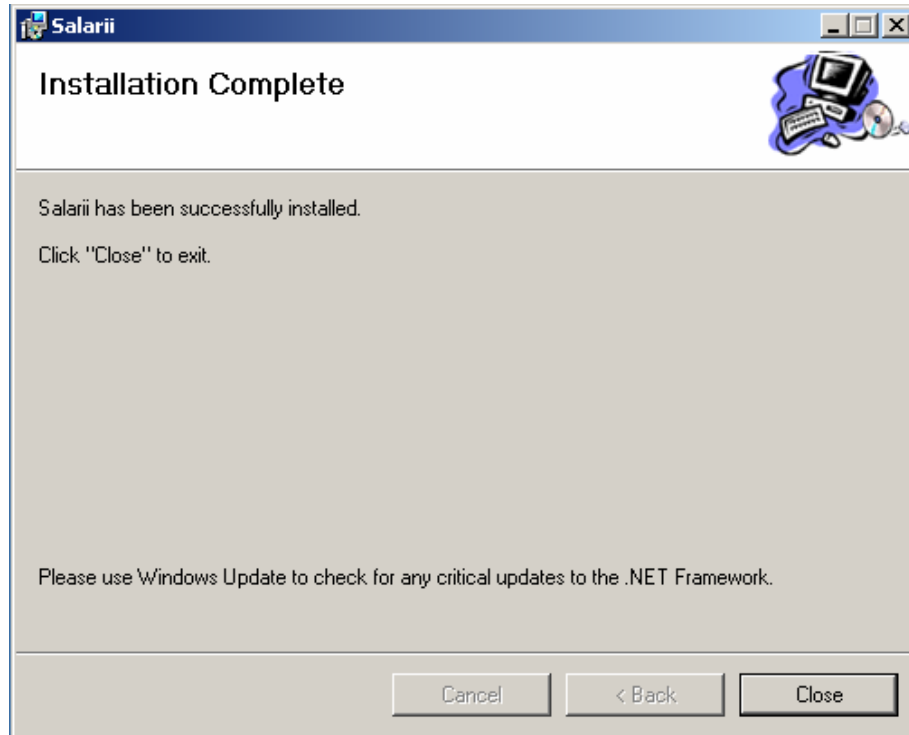 Salarii
Installation Complete
Salarii has been successfully installed.
Click "Close" to exit.
Please use Windows Update to check for any critical updates to the .NET Framework.
Cancel
< Back
Close